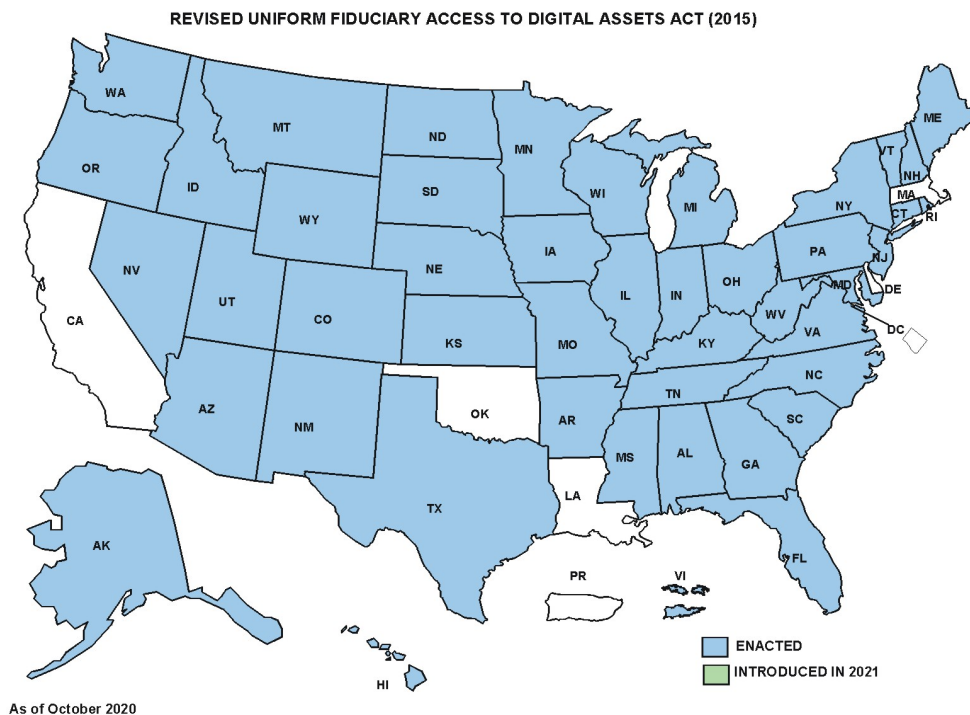 REVISED UNIFORM FIDUCIARY ACCESS TO DIGITAL ASSETS ACT (2015)
WA
MT
ND
MN
ME
VT
NH
OR
ID
SD
WI
MI
NY
MA
CT
RI
WY
IA
PA
NJ
NV
NE
IL
IN
OH
MD
DE
UT
CO
WV
VA
DC
CA
KS
MO
KY
NC
TN
AZ
NM
OK
AR
SC
MS
AL
GA
LA
TX
AK
FL
PR
VI
HI
ENACTED
INTRODUCED IN 2021
As of October 2020